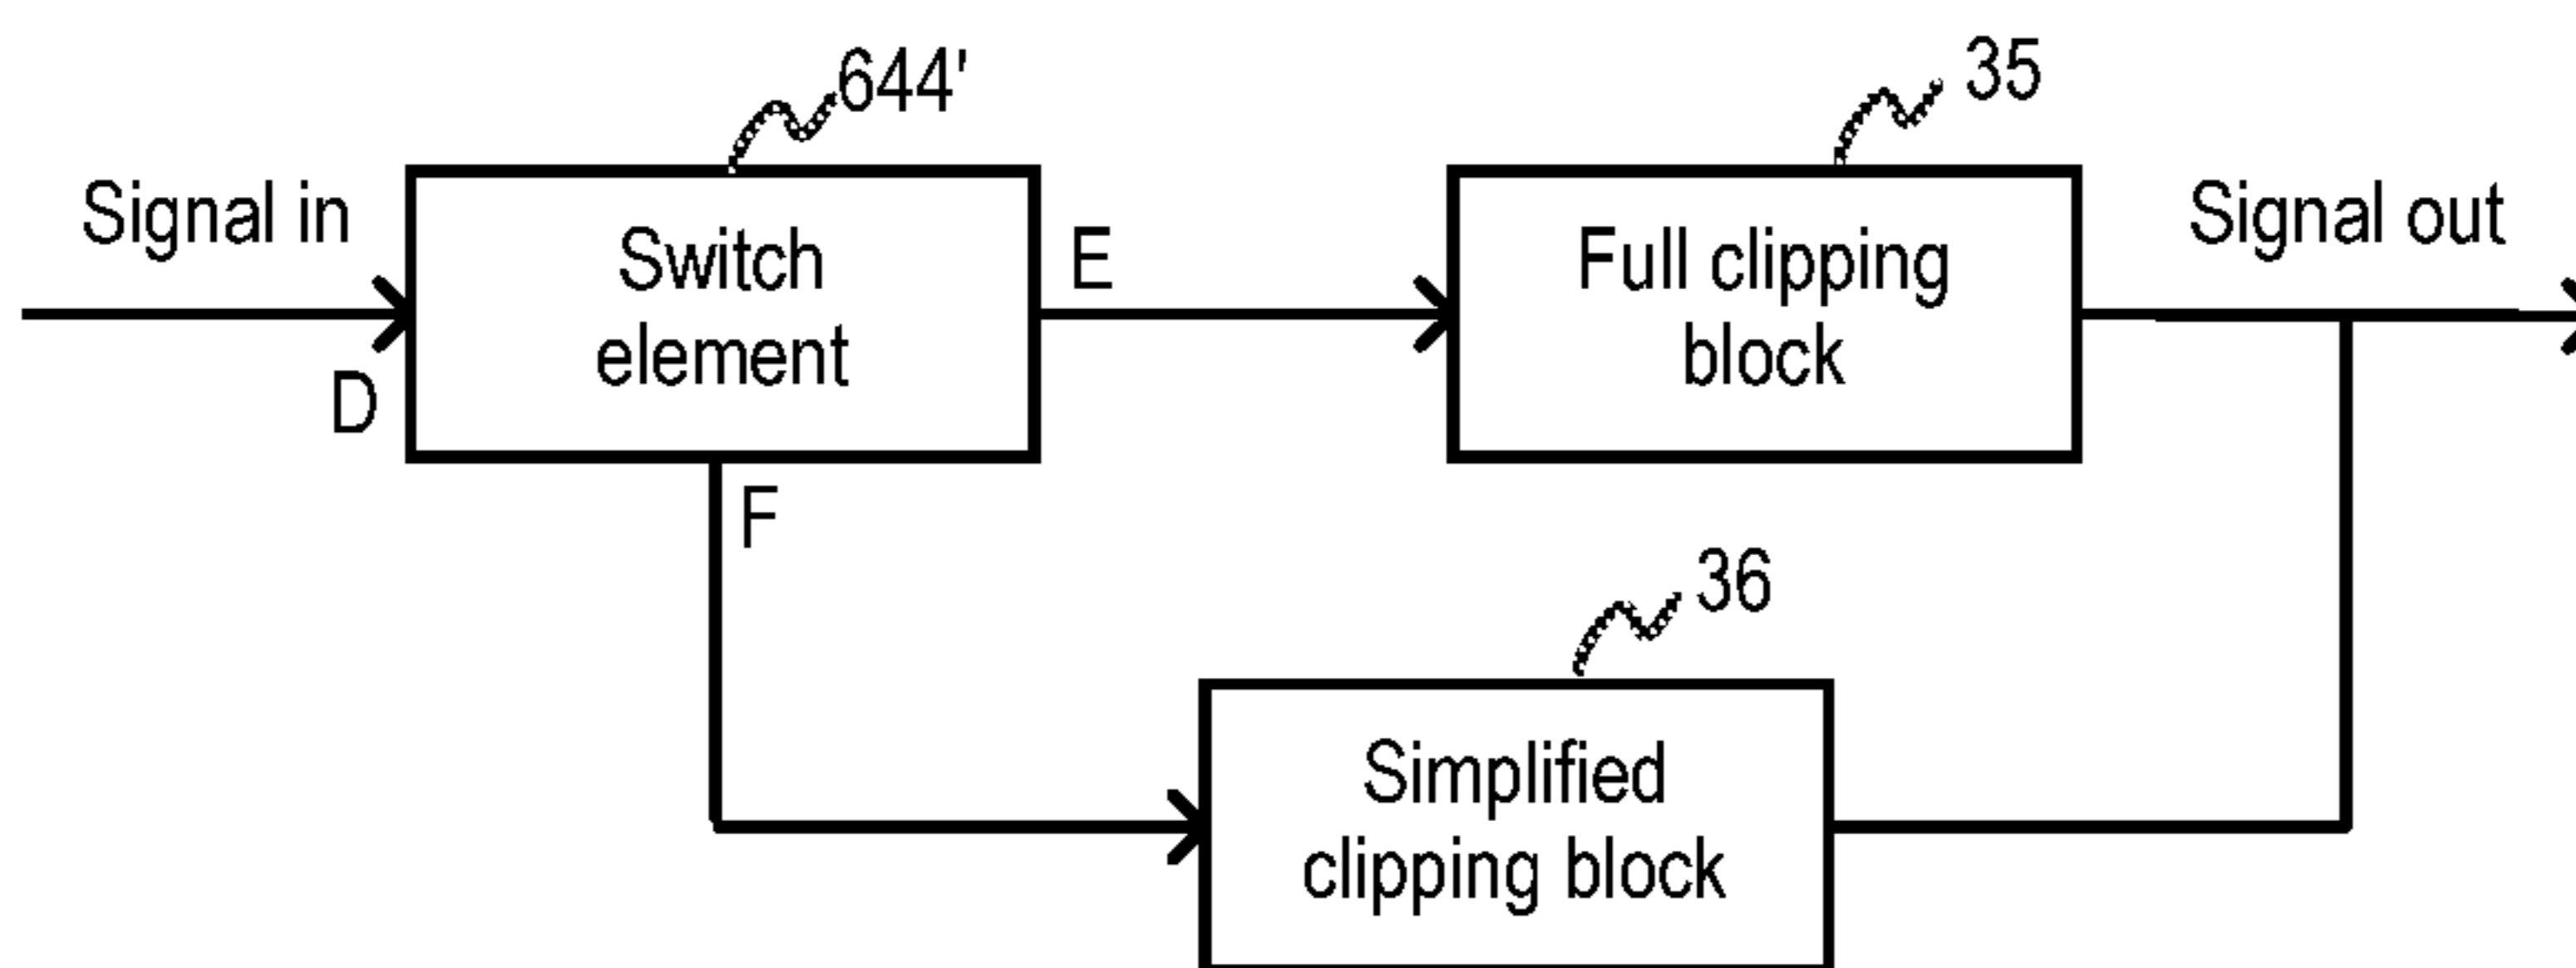 644'
35
Signal in
Switch
element
E
Full clipping
block
Signal out
D
F
36
Simplified
clipping block